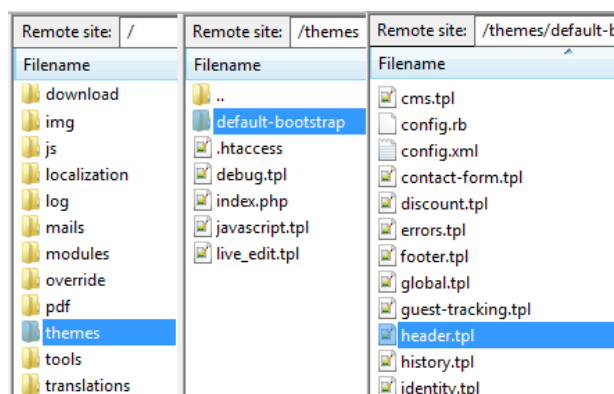 Remote site: /
Filename
download
img
js
localization
log
mails
modules
override
pdf
themes
tools
translations
Remote site: /themes
Filename
..
default-bootstrap
.htaccess
debug.tpl
index.php
javascript.tpl
live_edit.tpl
Remote site: /themes/default-b
Filename
cms.tpl
config.rb
config.xml
contact-form.tpl
discount.tpl
errors.tpl
footer.tpl
global.tpl
guest-tracking.tpl
header.tpl
history.tpl
identity.tpl